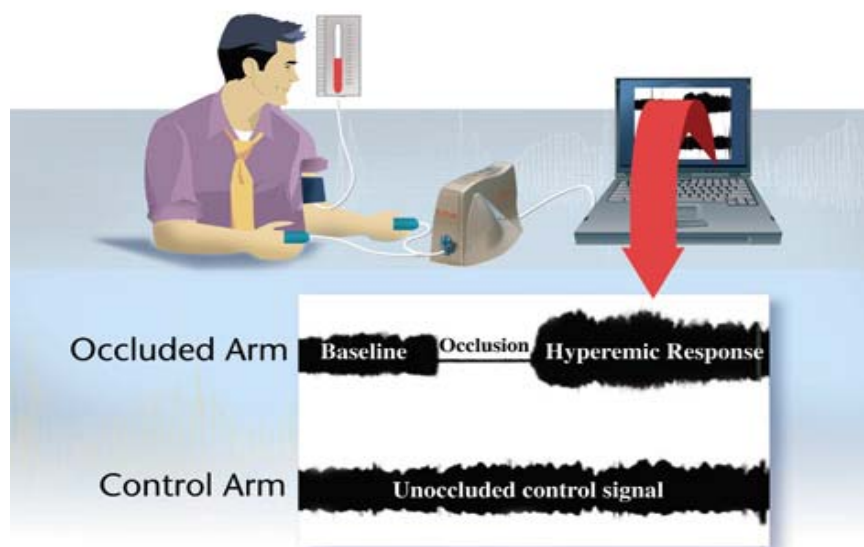 Occluded Arm
Baseline
Occlusion
Hyperemic Response
Control Arm
Unoccluded control signal